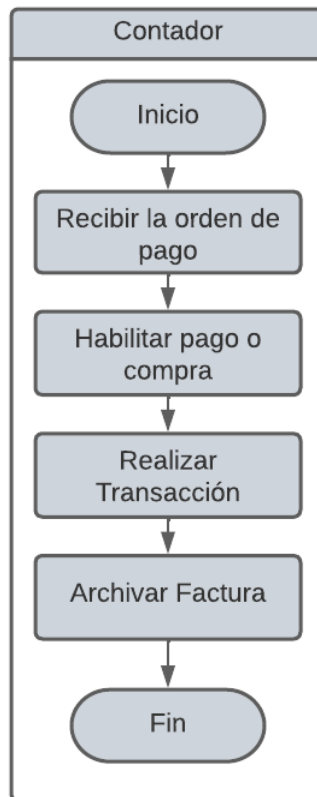 Contador
Inicio
Recibir la orden de
pago
Habilitar pago o
compra
Realizar
Transacción
Archivar Factura
Fin